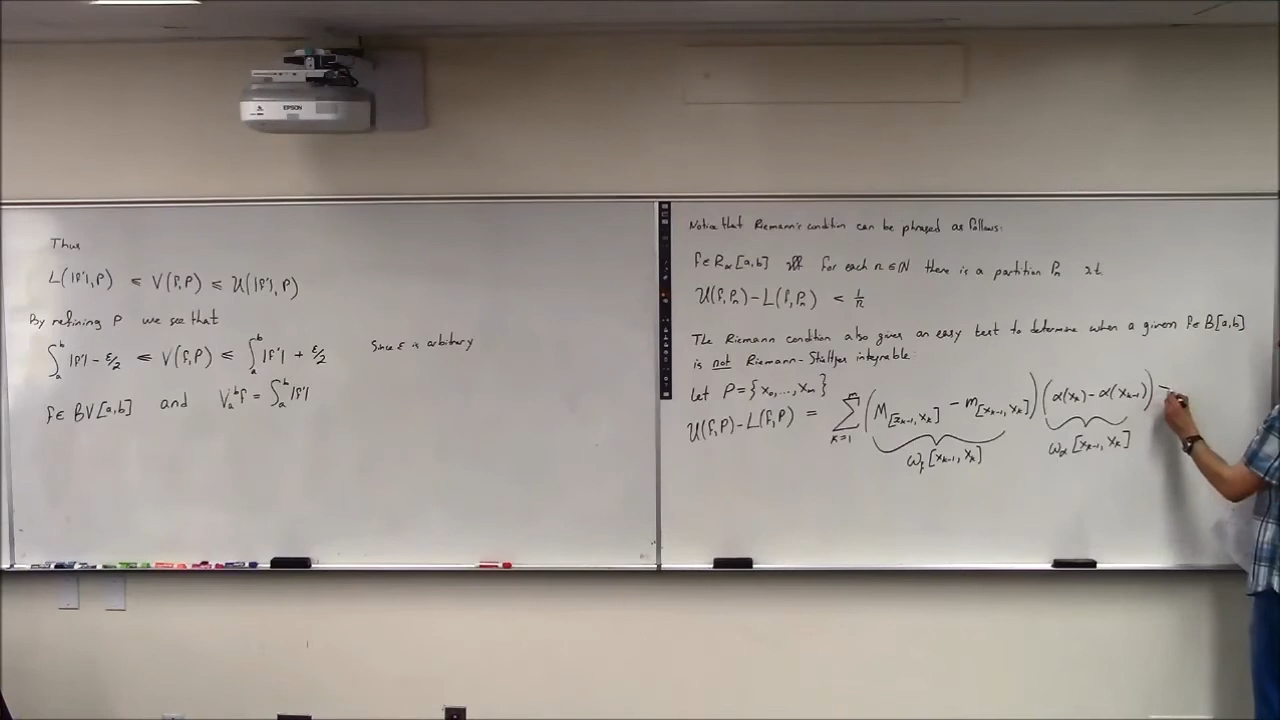 EPSON
Thus
L(|f'|,P) ≤ V(f,P) ≤ U(|f'|,P)
By refining P we see that
∫_a^b |f'| - ε/2 ≤ V(f,P) ≤ ∫_a^b |f'| + ε/2 Since ε is arbitrary
f ∈ BV[a,b] and V_a^b f = ∫_a^b |f'|
Notice that Riemann's condition can be phrased as follows:
f ∈ R_α[a,b] iff for each n ∈ ℕ there is a partition P_n s.t.
U(f,P_n) - L(f,P_n) < 1/n
The Riemann condition also gives an easy test to determine when a given f ∈ B[a,b]
is not Riemann-Stieltjes integrable:
Let P = {x_0,...,x_n}
U(f,P) - L(f,P) = ∑_{k=1}^n (M_[x_{k-1},x_k] - m_[x_{k-1},x_k]) (α(x_k) - α(x_{k-1})) =
ω_f[x_{k-1},x_k] ω_α[x_{k-1},x_k]